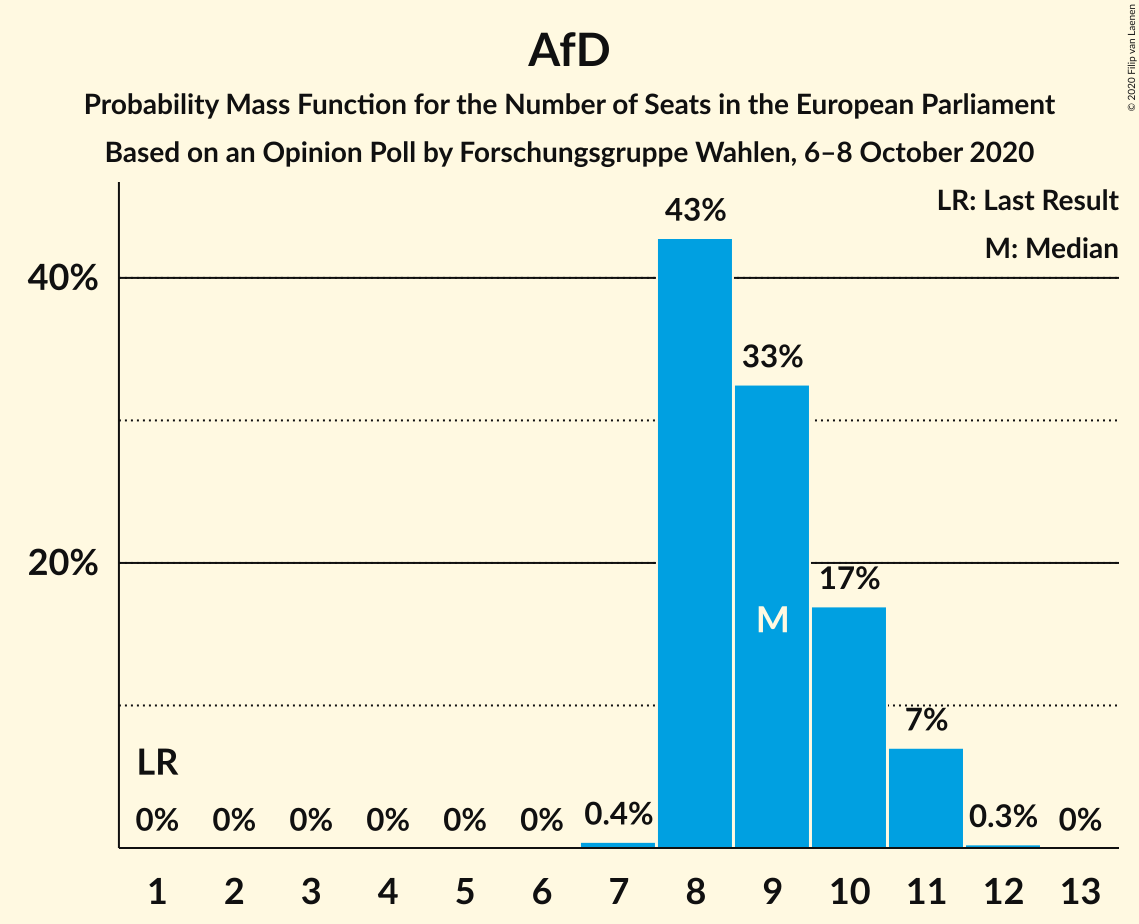 AfD
Probability Mass Function for the Number of Seats in the European Parliament
Based on an Opinion Poll by Forschungsgruppe Wahlen, 6–8 October 2020
© 2020 Filip van Laenen
LR: Last Result
M: Median
43%
40%
33%
20%
17%
M
7%
LR
0% 0% 0% 0% 0% 0% 0.4% 0.3% 0%
1 2 3 4 5 6 7 8 9 10 11 12 13